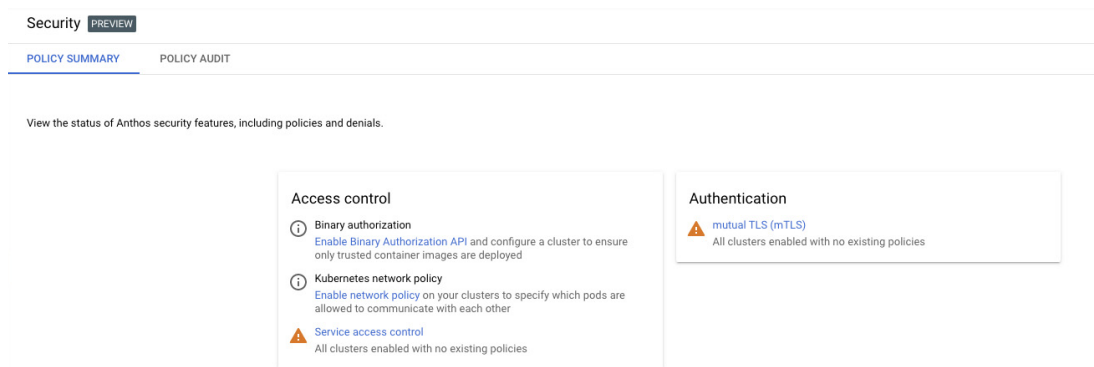 Security PREVIEW
POLICY SUMMARY POLICY AUDIT
View the status of Anthos security features, including policies and denials.
Access control
Binary authorization
Enable Binary Authorization API and configure a cluster to ensure
only trusted container images are deployed
Kubernetes network policy
Enable network policy on your clusters to specify which pods are
allowed to communicate with each other
Service access control
All clusters enabled with no existing policies
Authentication
mutual TLS (mTLS)
All clusters enabled with no existing policies